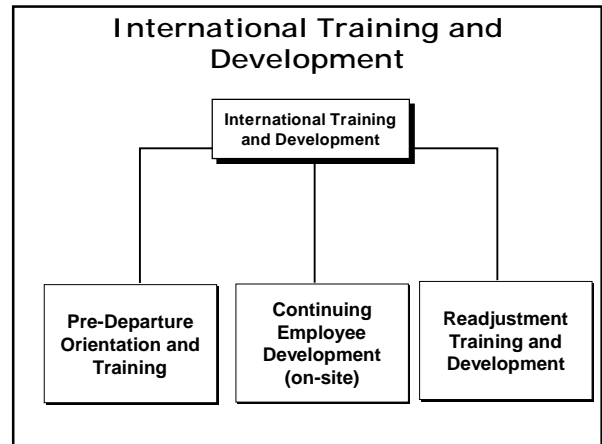 International Training and
Development
International Training
and Development
Pre-Departure
Orientation and
Training
Continuing
Employee
Development
(on-site)
Readjustment
Training and
Development